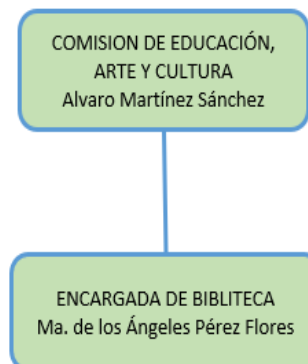 COMISION DE EDUCACIÓN,
ARTE Y CULTURA
Alvaro Martínez Sánchez
ENCARGADA DE BIBLITECA
Ma. de los Ángeles Pérez Flores